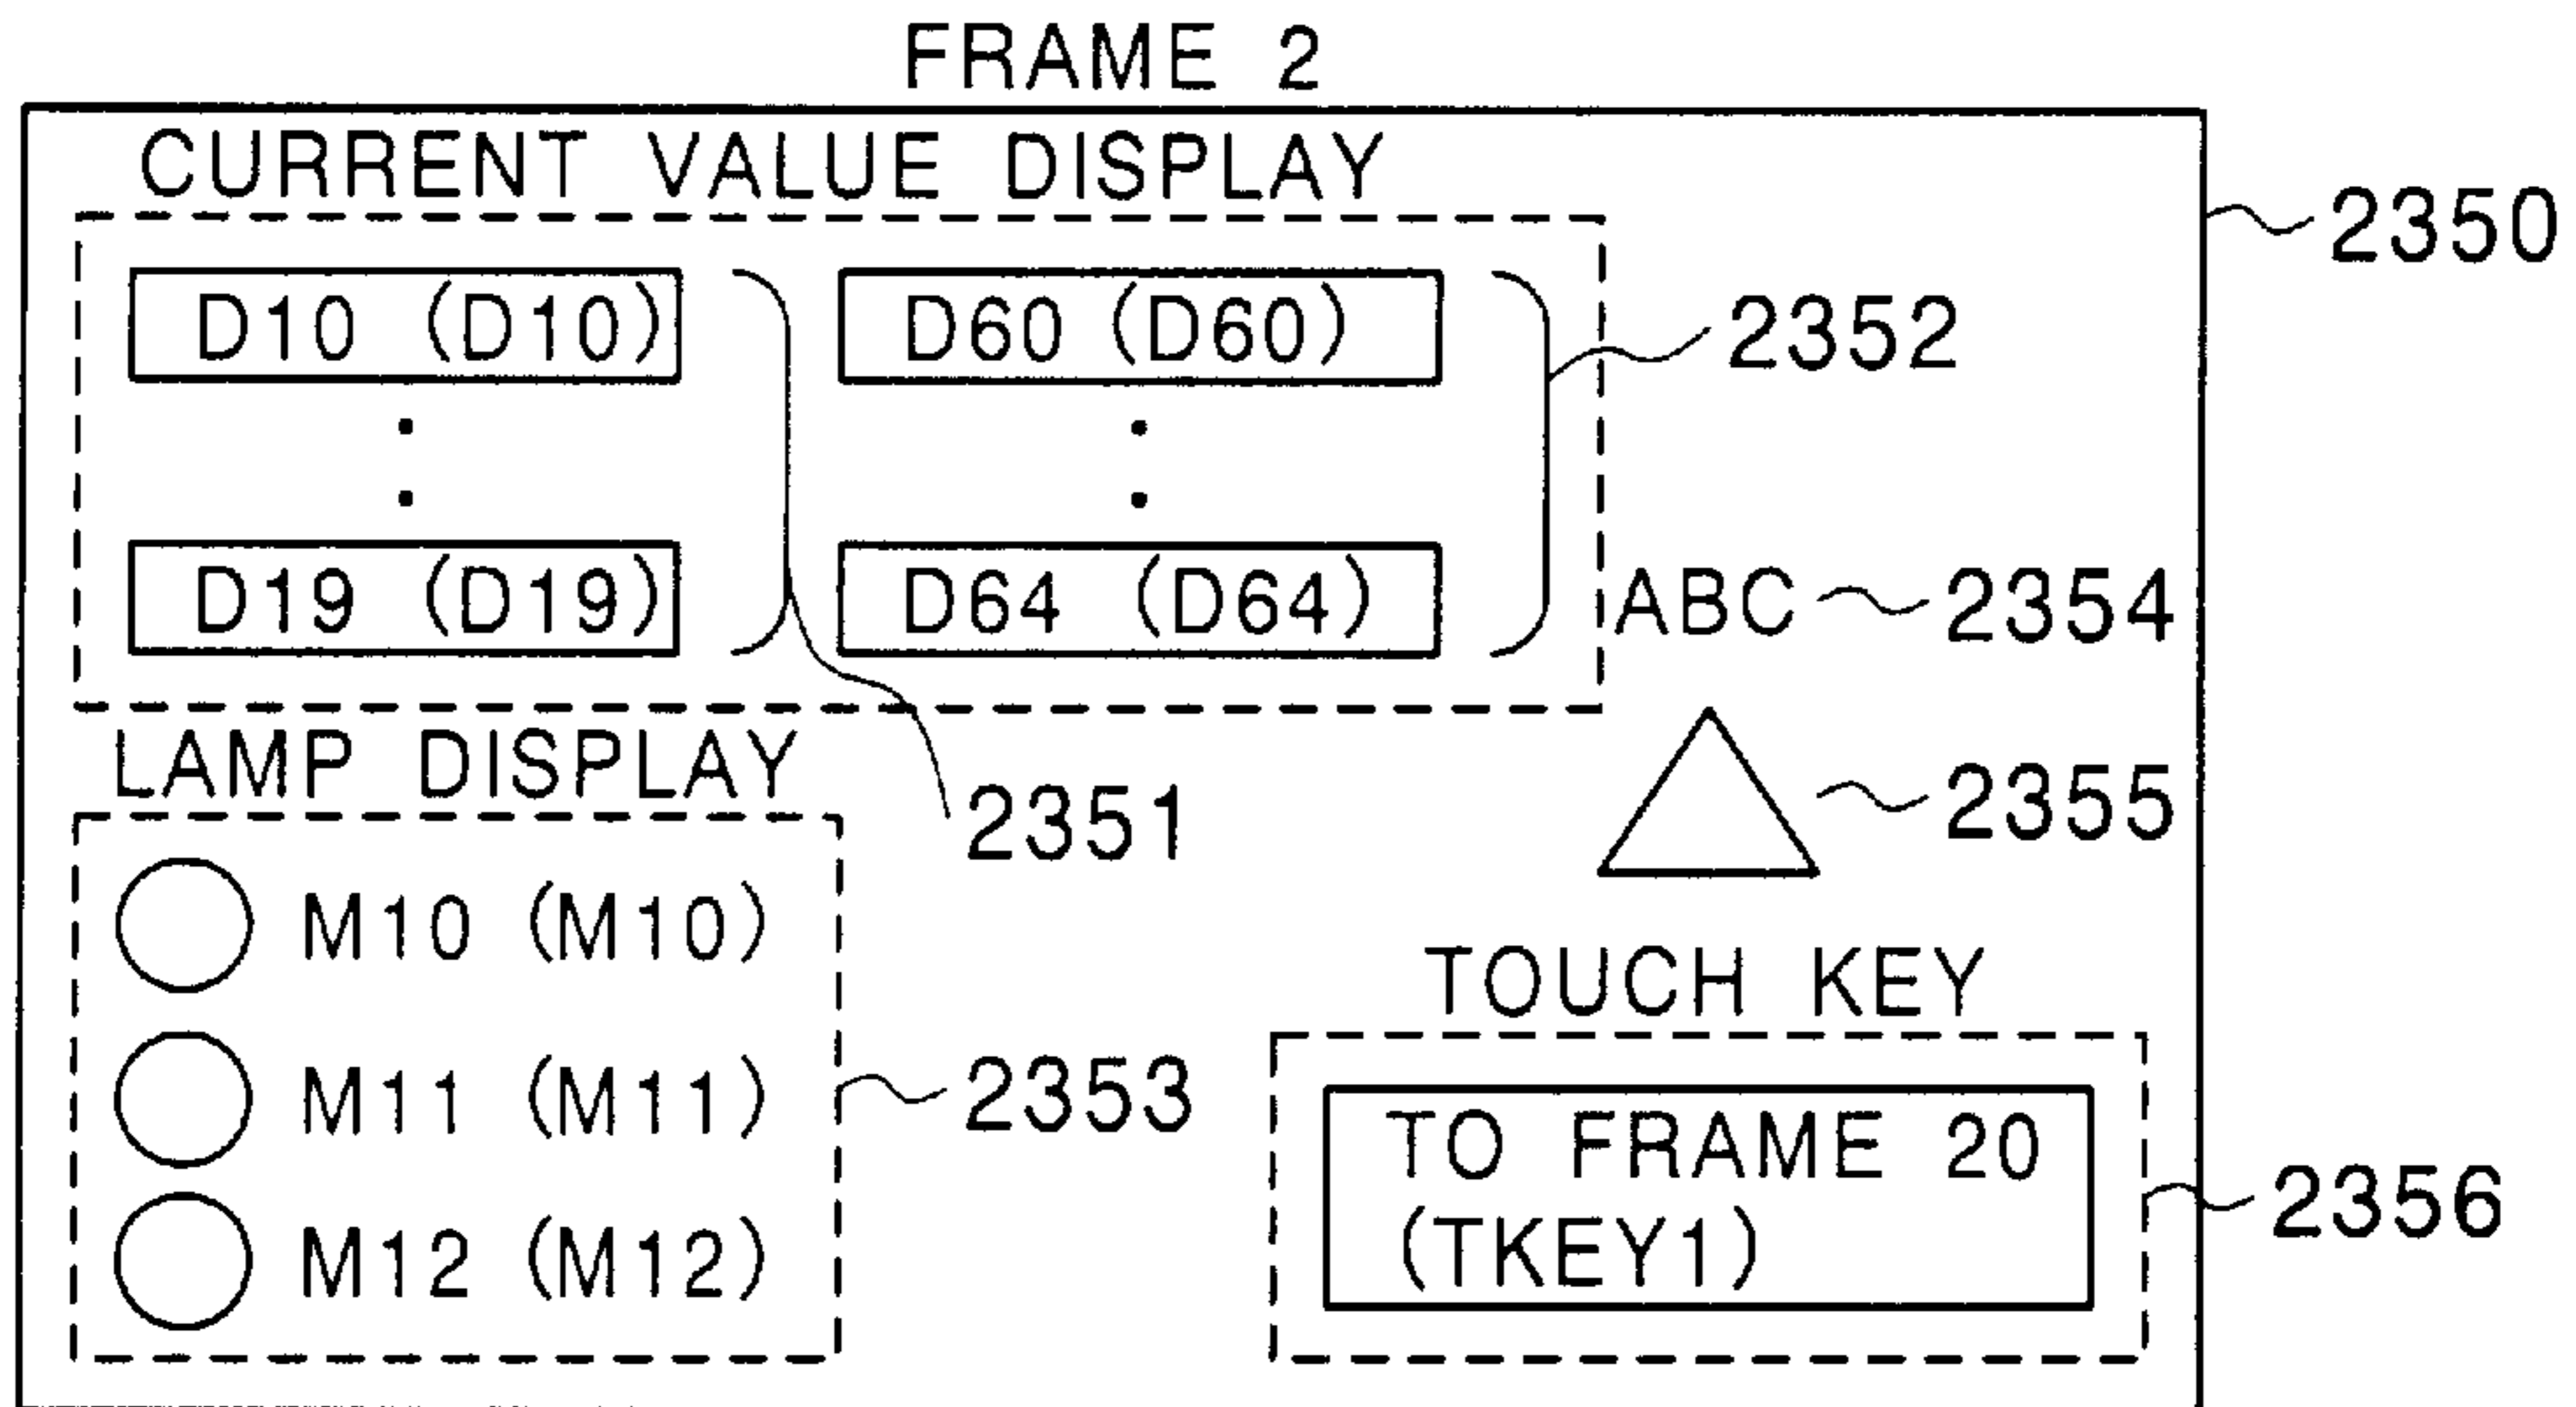 FRAME 2
CURRENT VALUE DISPLAY
2350
D10 (D10)
D60 (D60)
2352
D19 (D19)
D64 (D64)
ABC
2354
LAMP DISPLAY
2351
2355
M10 (M10)
TOUCH KEY
M11 (M11)
2353
TO FRAME 20
(TKEY1)
2356
M12 (M12)